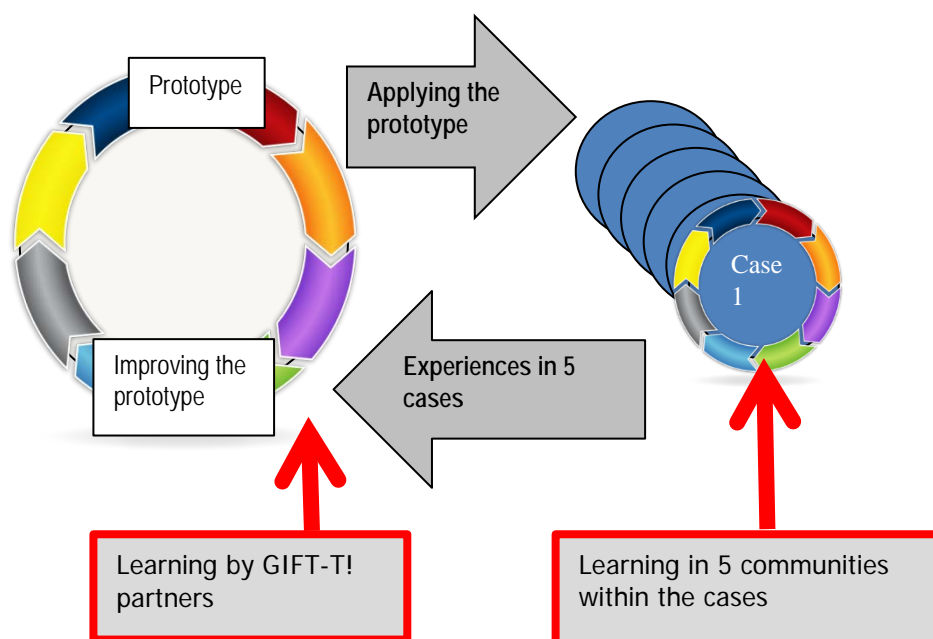 Prototype
Applying the
prototype
Case
1
Improving the
prototype
Experiences in 5
cases
Learning by GIFT-T!
partners
Learning in 5 communities
within the cases